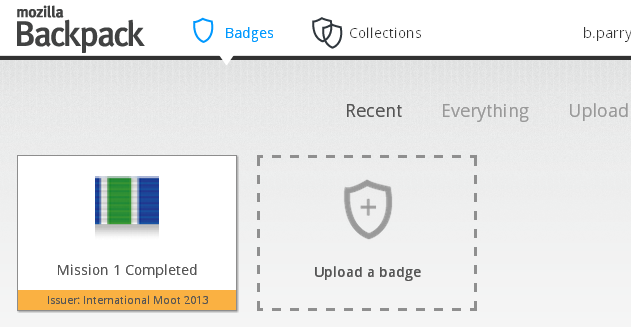 mozilla
Backpack
Badges
Collections
b.parry
Recent
Everything
Upload
Mission 1 Completed
Issuer: International Moot 2013
Upload a badge